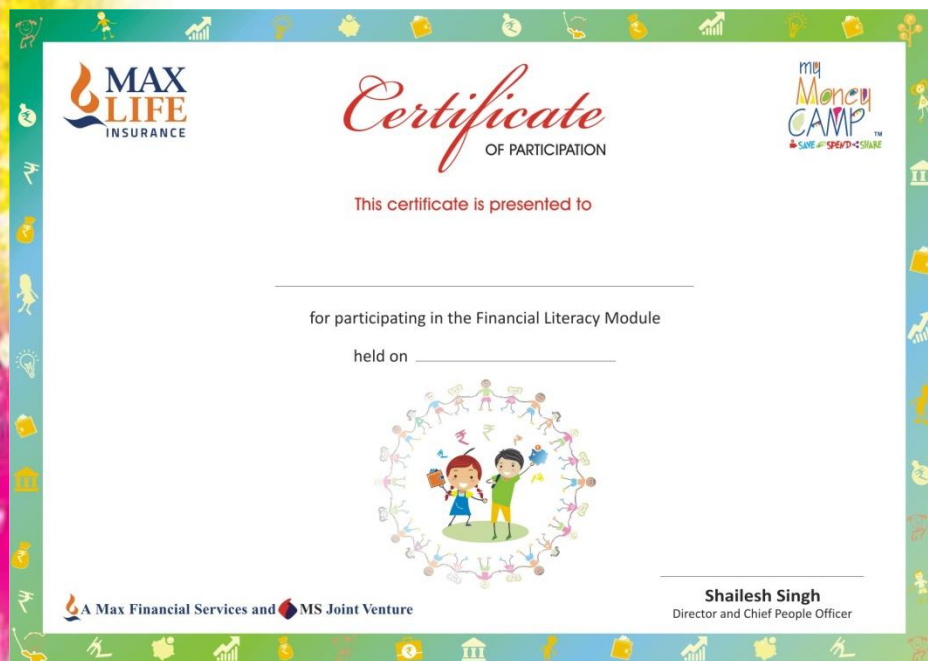 MAX
LIFE
INSURANCE
Certificate
OF PARTICIPATION
my
Money
CAMP TM
SAVE SPEND SHARE
This certificate is presented to
for participating in the Financial Literacy Module
held on
A Max Financial Services and MS Joint Venture
Shailesh Singh
Director and Chief People Officer